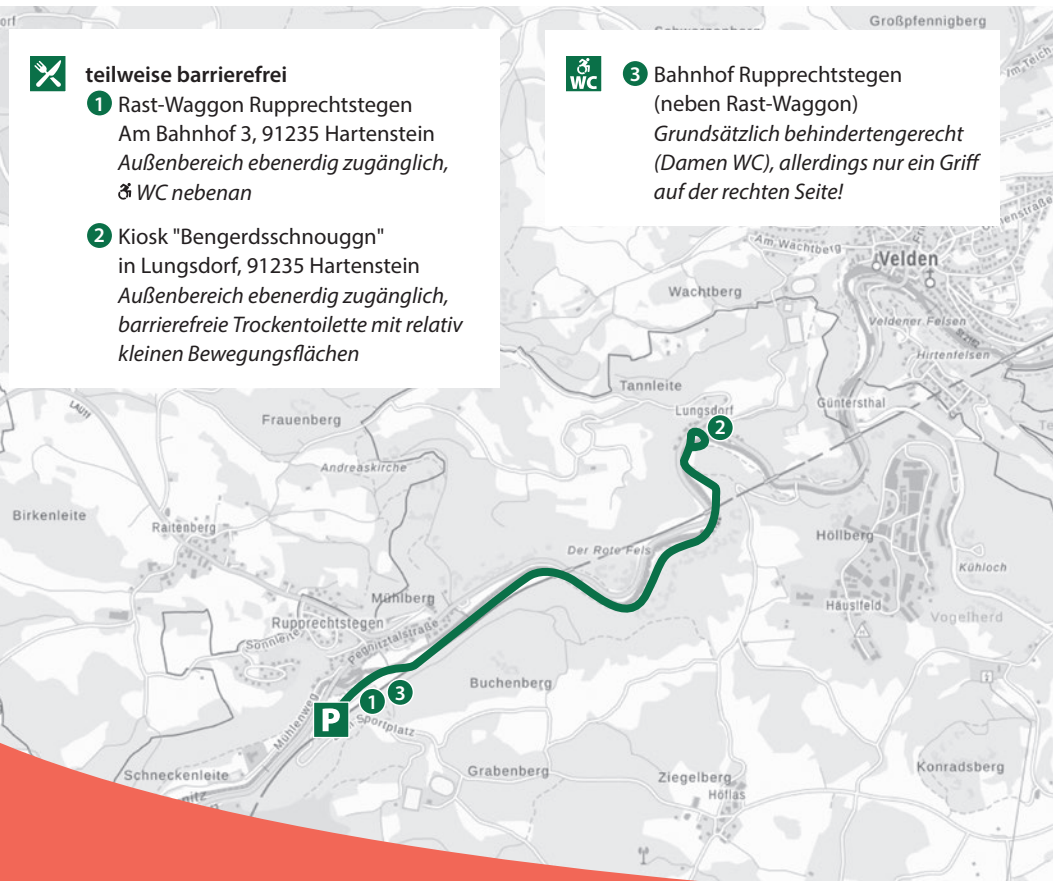 teilweise barrierefrei
1 Rast-Waggon Rupprechtstegen
Am Bahnhof 3, 91235 Hartenstein
Außenbereich ebenerdig zugänglich,
WC nebenan
2 Kiosk "Bengerdsschnouggn"
in Lungsdorf, 91235 Hartenstein
Außenbereich ebenerdig zugänglich,
barrierefreie Trockentoilette mit relativ
kleinen Bewegungsflächen
WC
3 Bahnhof Rupprechtstegen
(neben Rast-Waggon)
Grundsätzlich behindertengerecht
(Damen WC), allerdings nur ein Griff
auf der rechten Seite!
Großpfennigberg
Im Teich
Am Wachtberg
Velden
Wachtberg
Veldener Felsen
Hirtenfelsen
Tannleite
Güntersthal
Lungsdorf
2
Frauenberg
Andreaskirche
Birkenleite
Raitenberg
Höllberg
Der Rote Fels
Kühloch
Mühlberg
Häuslfeld
Vogelherd
Rupprechtstegen
Sonnleite
Pegnitztalstraße
Buchenberg
1
3
P
Sportplatz
Mühlenweg
Schneckenleite
Grabenberg
Ziegelberg
Höflas
Konradsberg